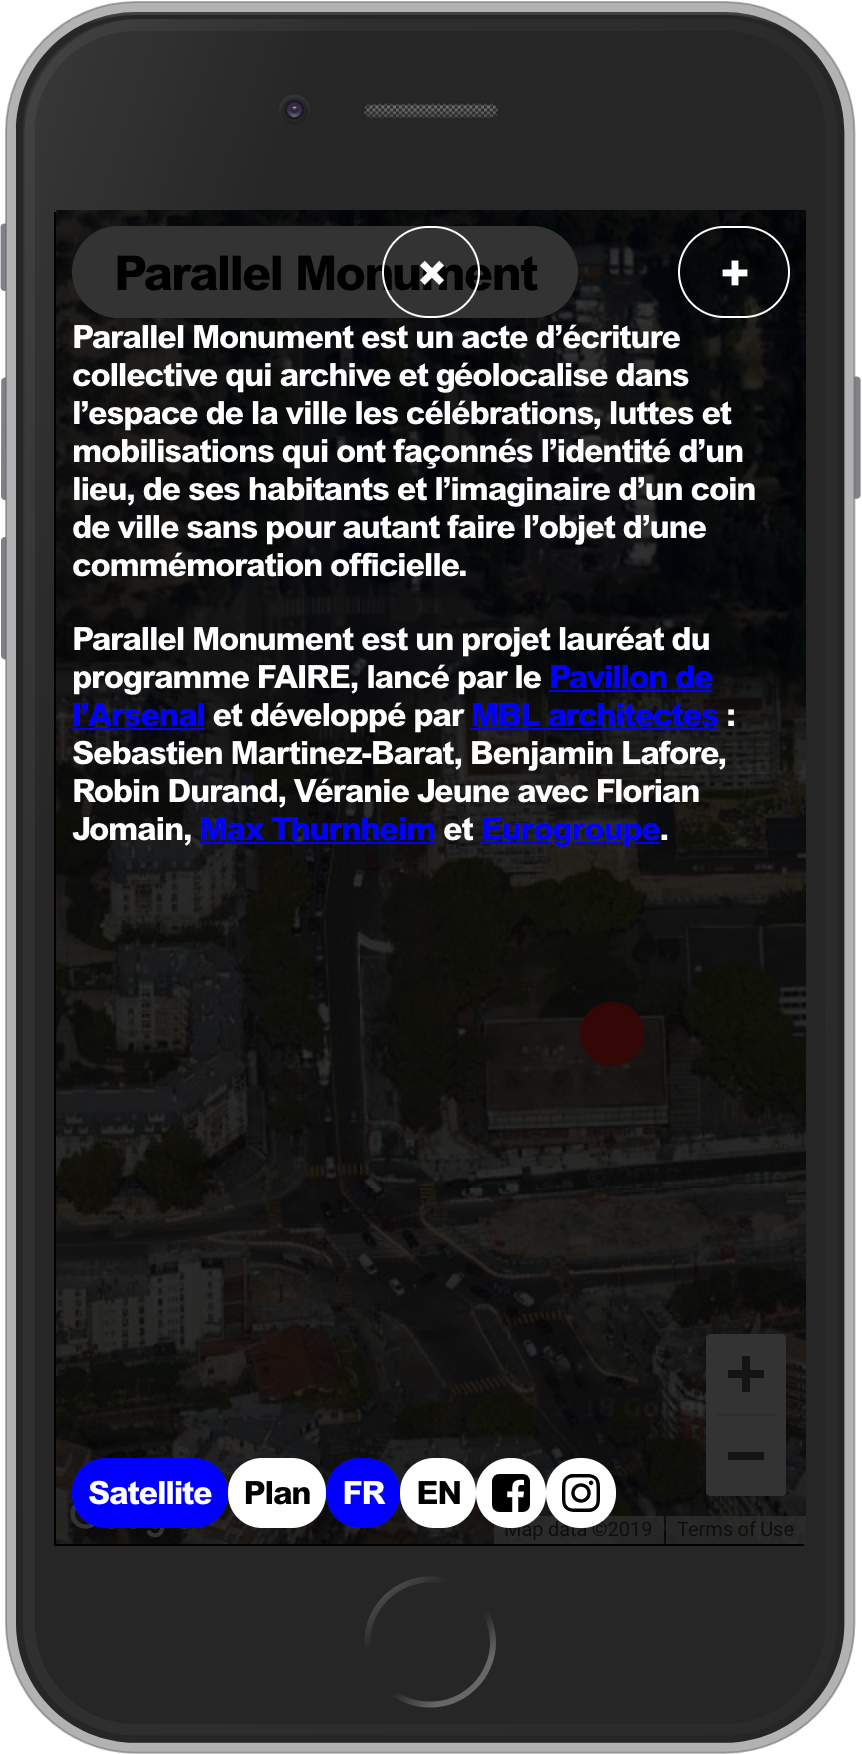 Parallel Monument
Parallel Monument est un acte d’écriture
collective qui archive et géolocalise dans
l’espace de la ville les célébrations, luttes et
mobilisations qui ont façonnés l’identité d’un
lieu, de ses habitants et l’imaginaire d’un coin
de ville sans pour autant faire l’objet d’une
commémoration officielle.
Parallel Monument est un projet lauréat du
programme FAIRE, lancé par le Pavillon de
l’Arsenal et développé par MBL architectes :
Sebastien Martinez-Barat, Benjamin Lafore,
Robin Durand, Véranie Jeune avec Florian
Jomain, Max Thurnheim et Eurogroupe.
Satellite Plan FR EN
Map data ©2019 Terms of Use